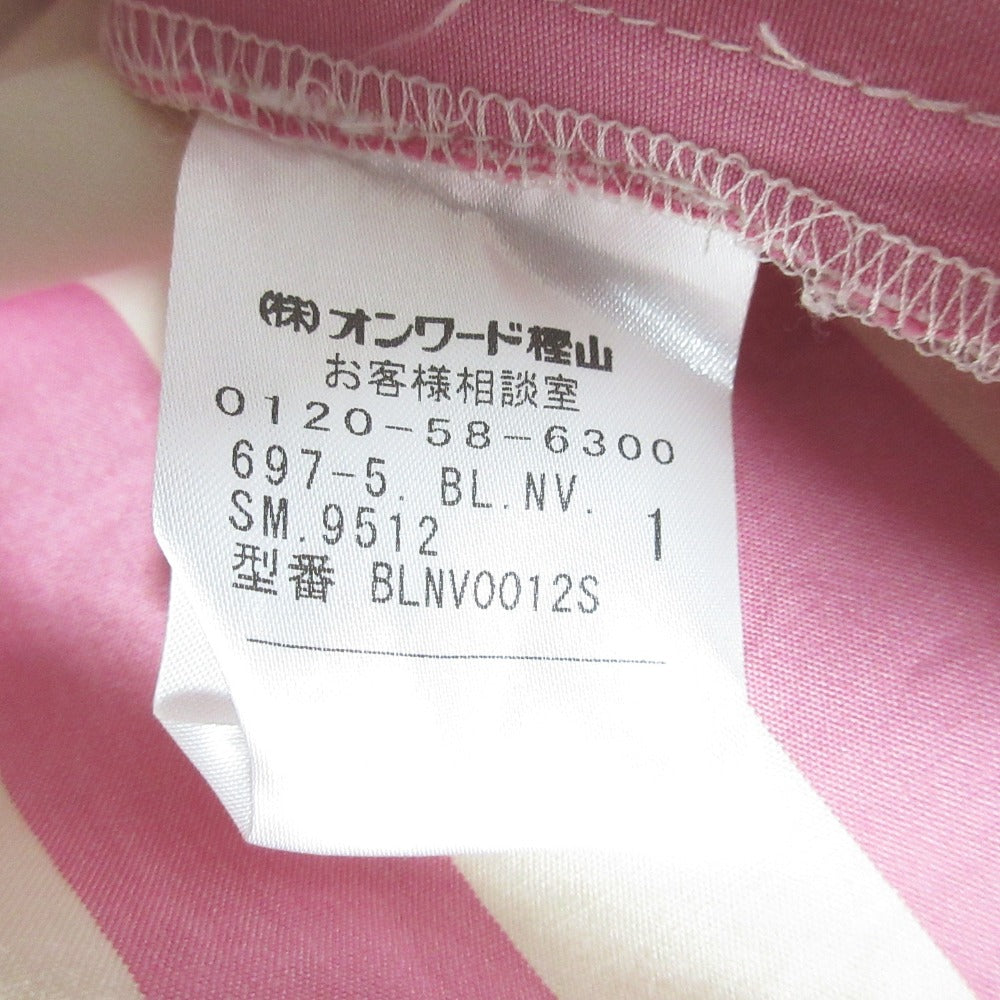 (株)オンワード樫山
お客様相談室
0120-58-6300
697-5. BL.NV.
SM.9512 1
型番 BLNV0012S